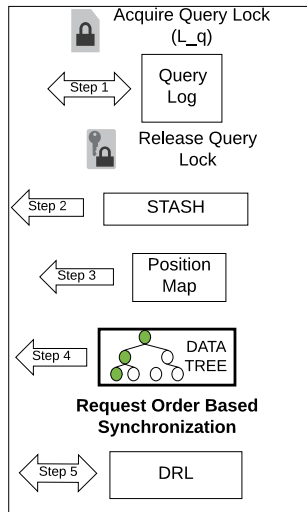 Acquire Query Lock
(L_q)
Step 1
Query
Log
Release Query
Lock
Step 2
STASH
Step 3
Position
Map
Step 4
DATA
TREE
Request Order Based
Synchronization
Step 5
DRL